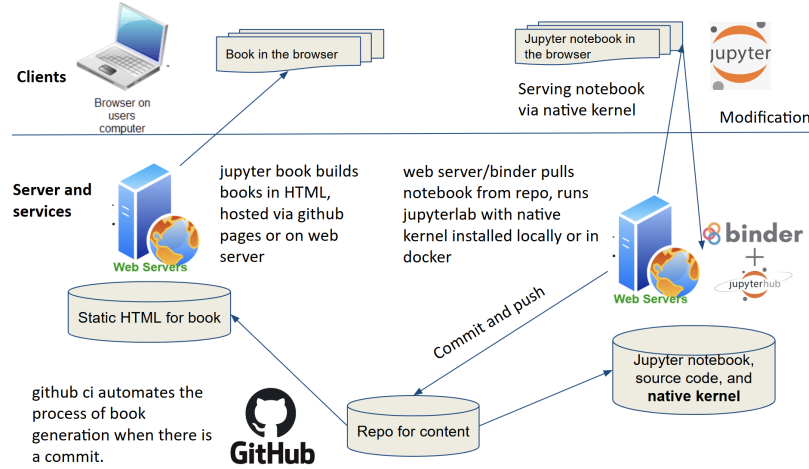 Clients
Browser on
users
computer
Book in the browser
Jupyter notebook in
the browser
jupyter
Serving notebook
via native kernel
Modification
Server and
services
Web Servers
jupyter book builds
books in HTML,
hosted via github
pages or on web
server
web server/binder pulls
notebook from repo, runs
jupyterlab with native
kernel installed locally or in
docker
Web Servers
binder
+
jupyterhub
Static HTML for book
Commit and push
Jupyter notebook,
source code, and
native kernel
github ci automates the
process of book
generation when there is
a commit.
GitHub
Repo for content